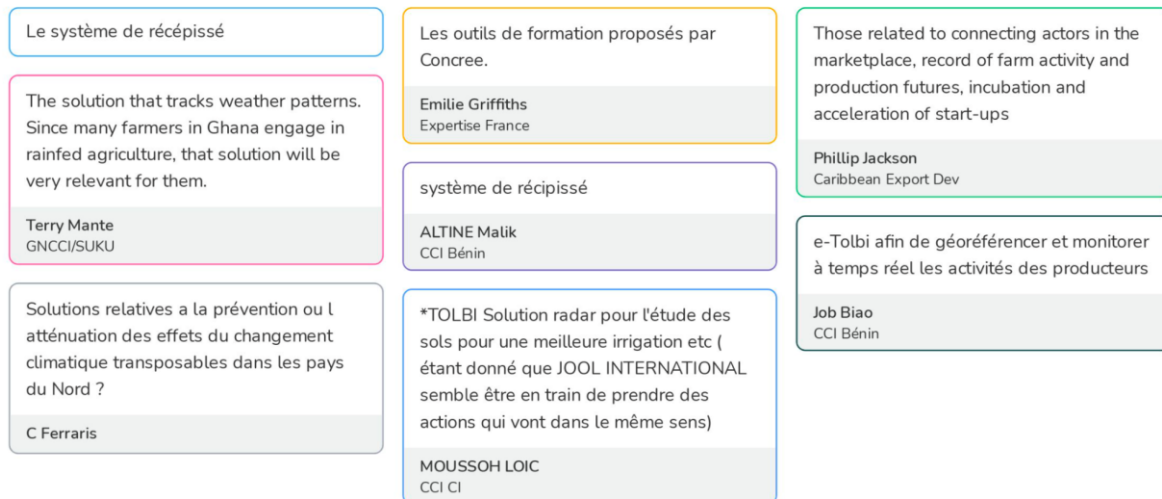 Le système de récépissé
The solution that tracks weather patterns.
Since many farmers in Ghana engage in
rainfed agriculture, that solution will be
very relevant for them.
Terry Mante
GNCCI/SUKU
Solutions relatives a la prévention ou l
atténuation des effets du changement
climatique transposables dans les pays
du Nord ?
C Ferraris
Les outils de formation proposés par
Concree.
Emilie Griffiths
Expertise France
système de récipissé
ALTINE Malik
CCI Bénin
*TOLBI Solution radar pour l'étude des
sols pour une meilleure irrigation etc (
étant donné que JOOL INTERNATIONAL
semble être en train de prendre des
actions qui vont dans le même sens)
MOUSSOH LOIC
CCI CI
Those related to connecting actors in the
marketplace, record of farm activity and
production futures, incubation and
acceleration of start-ups
Phillip Jackson
Caribbean Export Dev
e-Tolbi afin de géoréférencer et monitorer
à temps réel les activités des producteurs
Job Biao
CCI Bénin